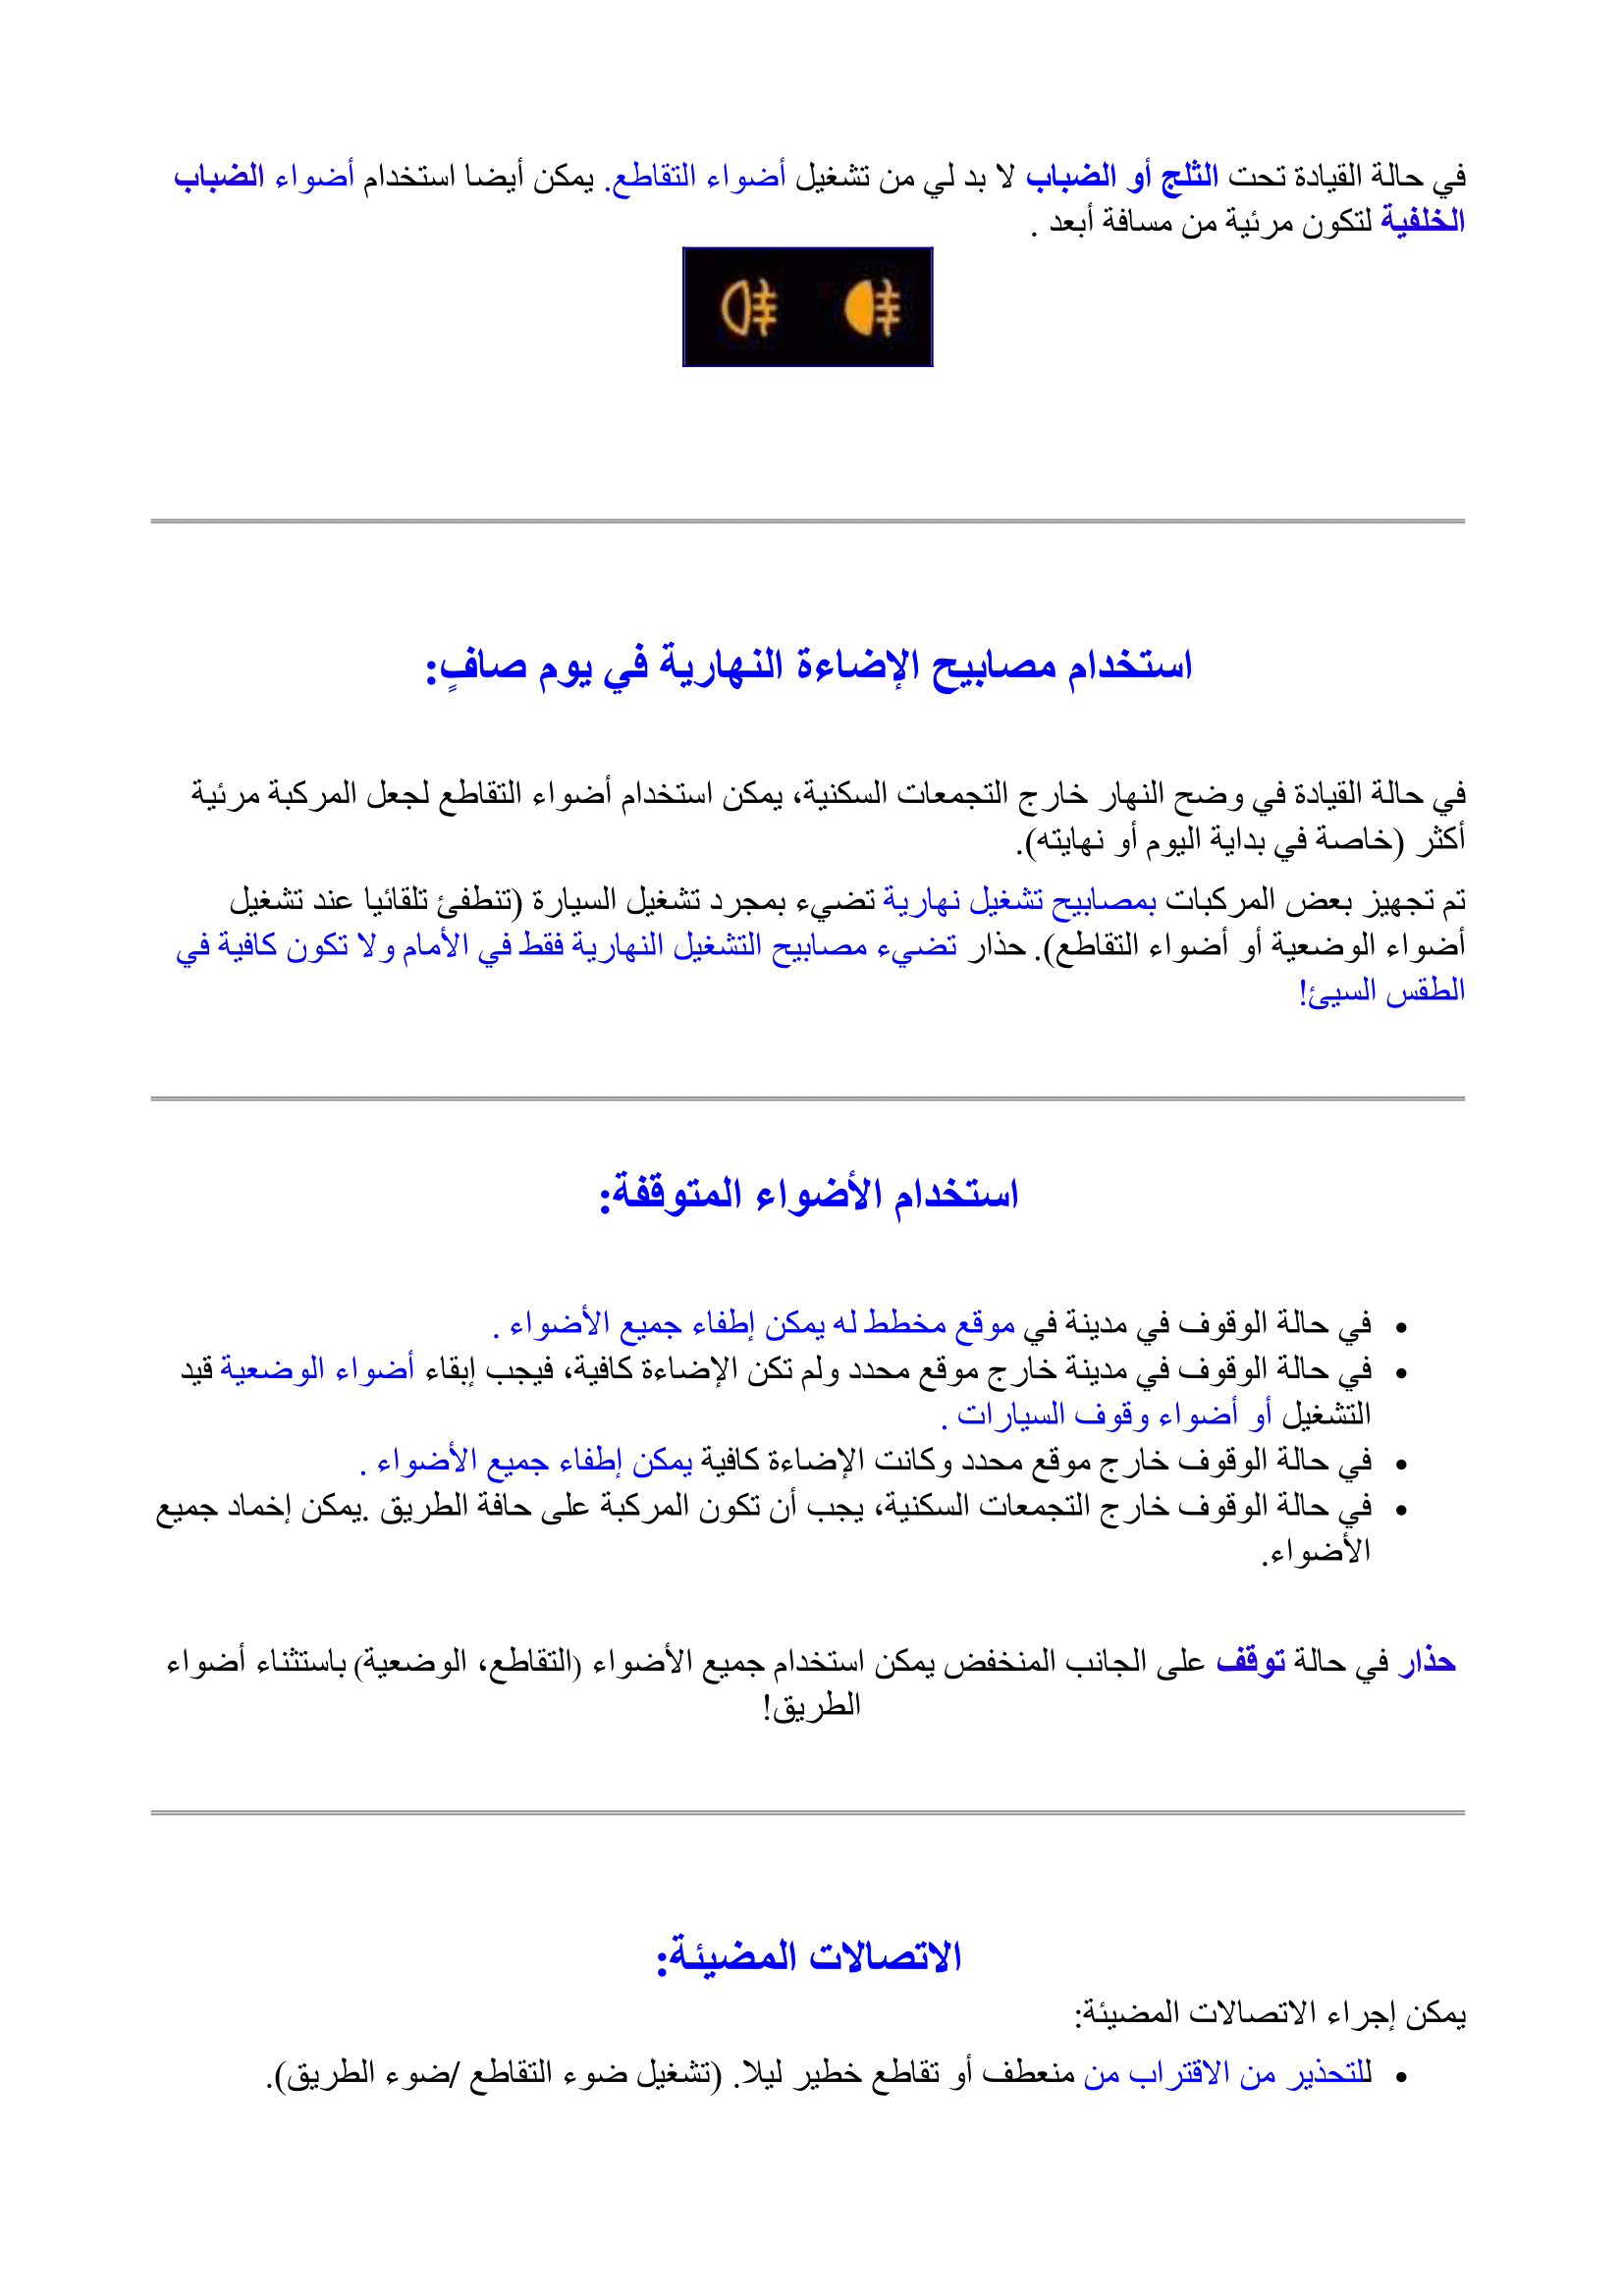 في حالة القيادة تحت الثلج أو الضباب لا بد لي من تشغيل أضواء التقاطع. يمكن أيضا استخدام أضواء الضباب
الخلفية لتكون مرئية من مسافة أبعد .
استخدام مصابيح الإضاءة النهارية في يوم صافٍ:
في حالة القيادة في وضح النهار خارج التجمعات السكنية، يمكن استخدام أضواء التقاطع لجعل المركبة مرئية
أكثر (خاصة في بداية اليوم أو نهايته).
تم تجهيز بعض المركبات بمصابيح تشغيل نهارية تضيء بمجرد تشغيل السيارة (تنطفئ تلقائيا عند تشغيل
أضواء الوضعية أو أضواء التقاطع). حذار تضيء مصابيح التشغيل النهارية فقط في الأمام ولا تكون كافية في
الطقس السيئ!
استخدام الأضواء المتوقفة:
• في حالة الوقوف في مدينة في موقع مخطط له يمكن إطفاء جميع الأضواء .
• في حالة الوقوف في مدينة خارج موقع محدد ولم تكن الإضاءة كافية، فيجب إبقاء أضواء الوضعية قيد
التشغيل أو أضواء وقوف السيارات .
• في حالة الوقوف خارج موقع محدد وكانت الإضاءة كافية يمكن إطفاء جميع الأضواء .
• في حالة الوقوف خارج التجمعات السكنية، يجب أن تكون المركبة على حافة الطريق .يمكن إخماد جميع
الأضواء.
حذار في حالة توقف على الجانب المنخفض يمكن استخدام جميع الأضواء (التقاطع، الوضعية) باستثناء أضواء
الطريق!
الاتصالات المضيئة:
يمكن إجراء الاتصالات المضيئة:
• للتحذير من الاقتراب من منعطف أو تقاطع خطير ليلا. (تشغيل ضوء التقاطع /ضوء الطريق).